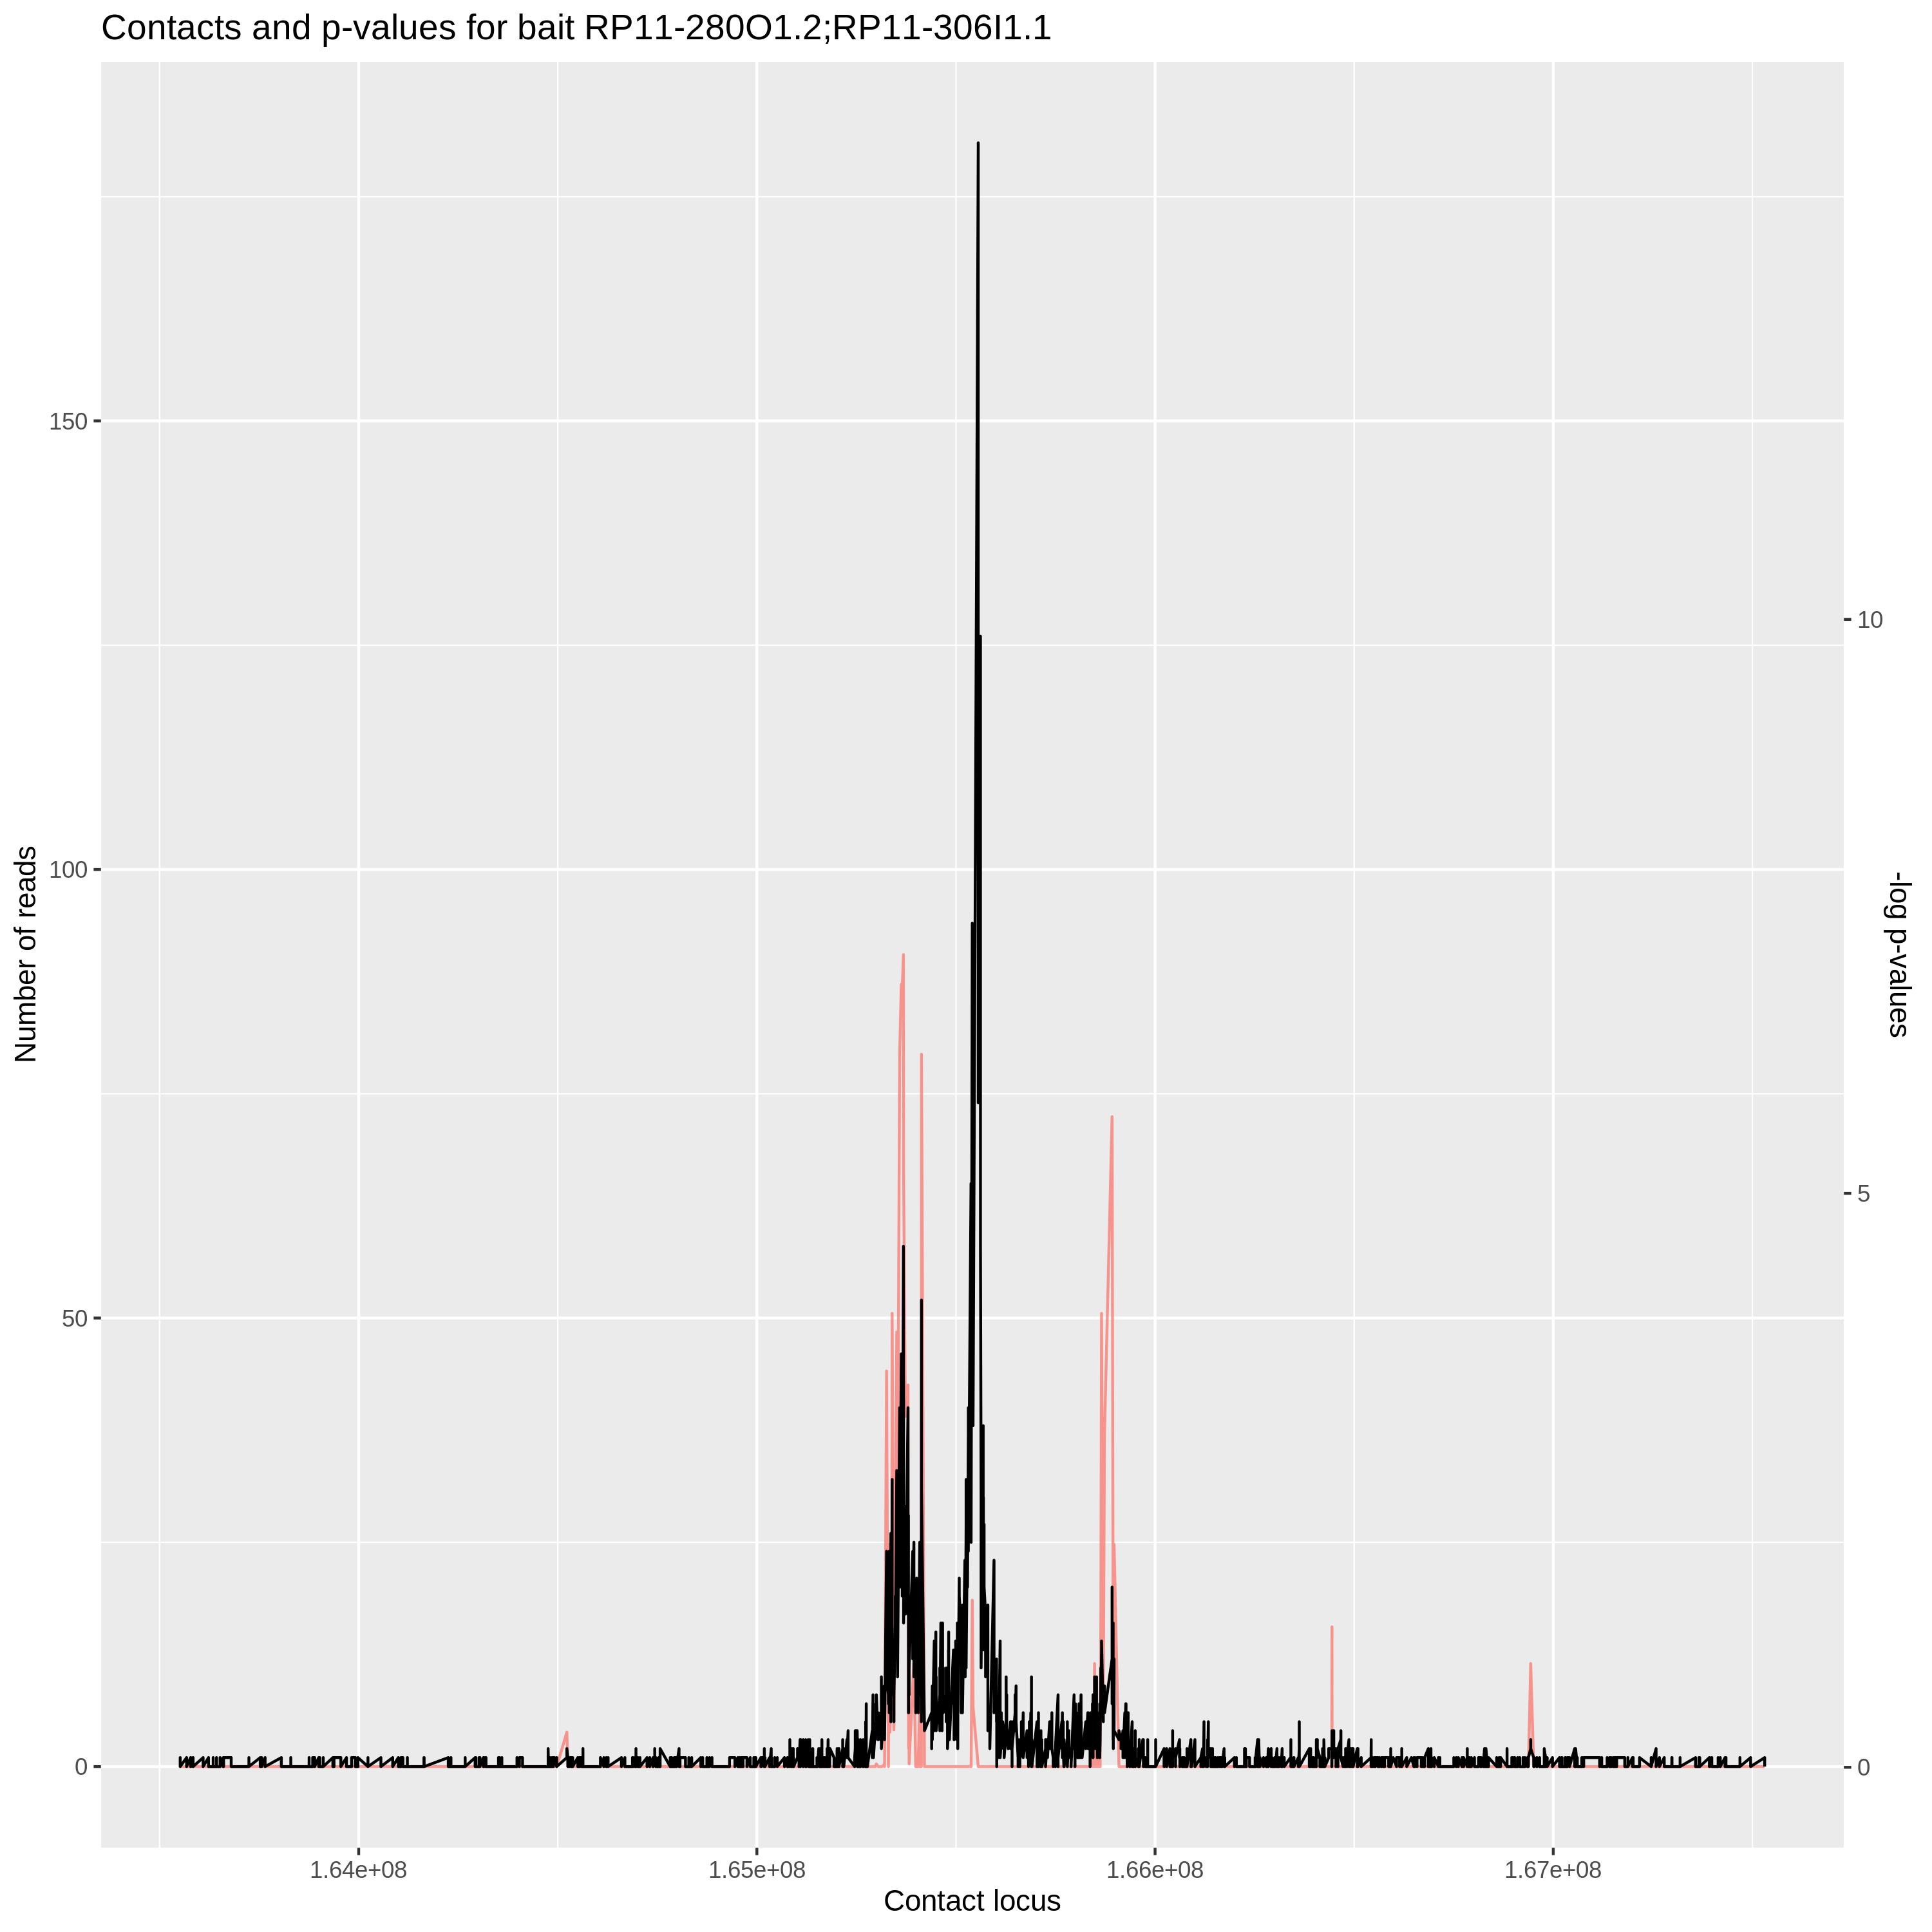 Contacts and p-values for bait RP11-280O1.2;RP11-306I1.1
150
100
50
0
Number of reads
10
5
0
-log p-values
1.64e+08 1.65e+08 1.66e+08 1.67e+08
Contact locus